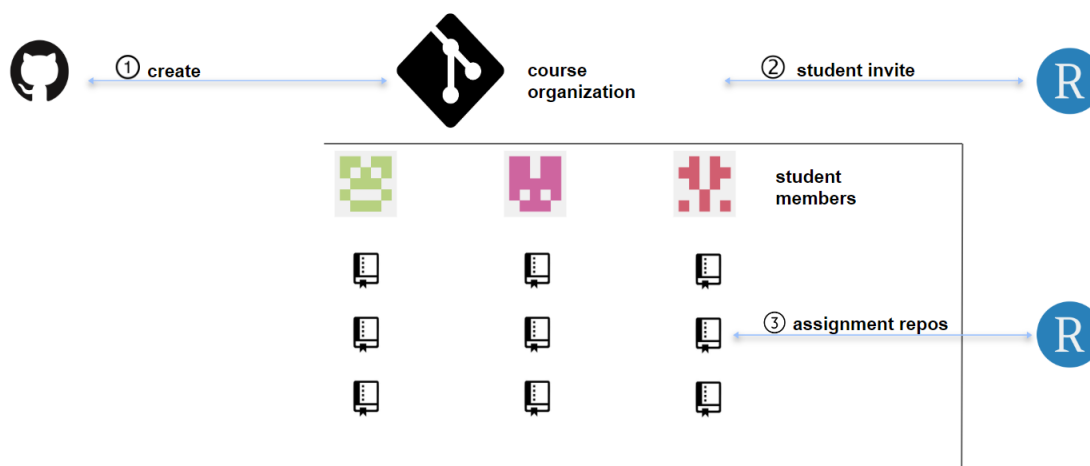 ① create
course
organization
② student invite
R
student
members
③ assignment repos
R